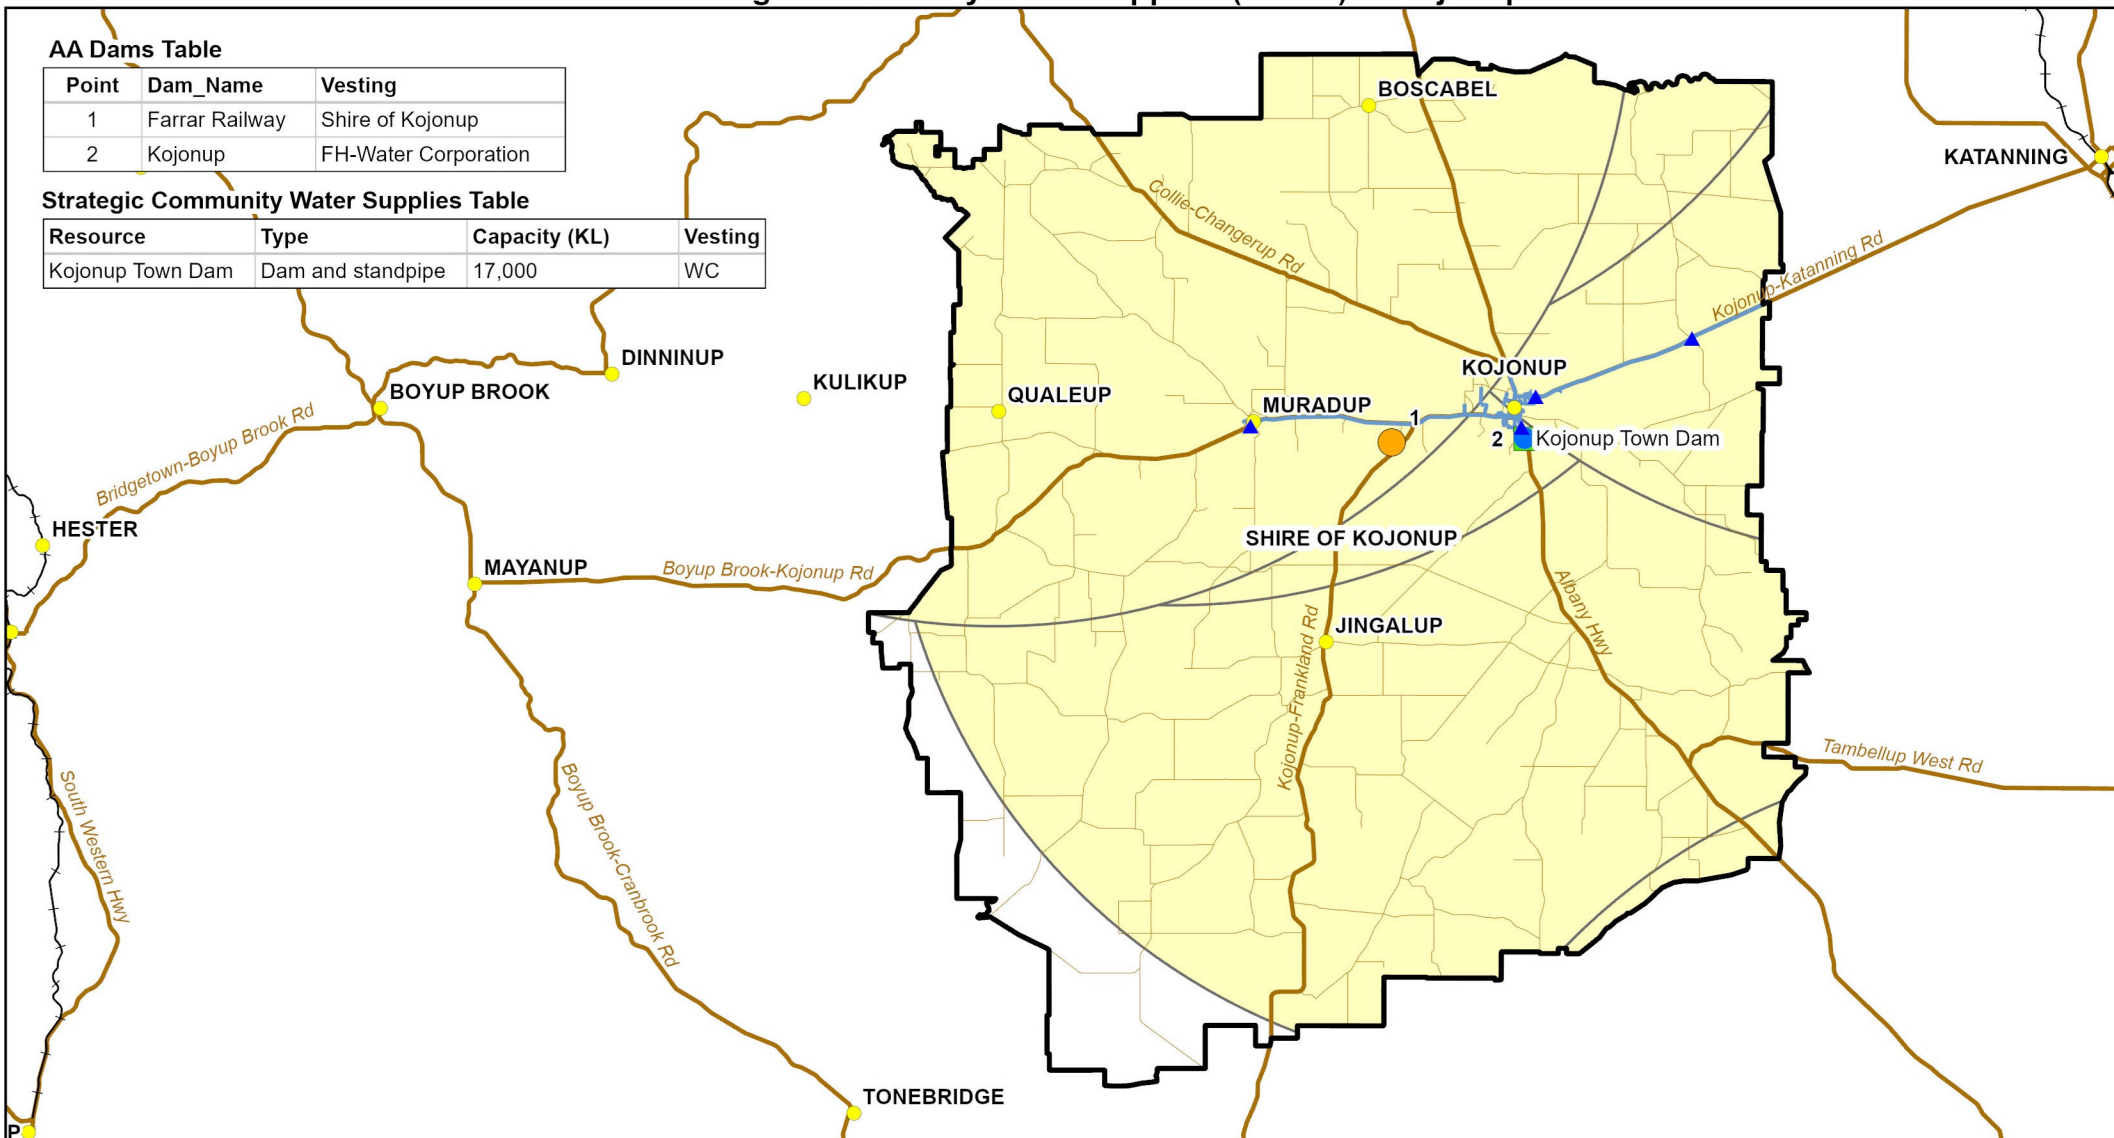 AA Dams Table
Point Dam_Name Vesting
1 Farrar Railway Shire of Kojonup
2 Kojonup FH-Water Corporation
Strategic Community Water Supplies Table
Resource Type Capacity (KL) Vesting
Kojonup Town Dam Dam and standpipe 17,000 WC
BOSCABEL
KATANNING
Collie-Changerup Rd
Kojonup-Katanning Rd
DINNINUP
KOJONUP
KULIKUP
BOYUP BROOK
QUALEUP
MURADUP
1
2
Kojonup Town Dam
Bridgetown-Boyup Brook Rd
HESTER
SHIRE OF KOJONUP
MAYANUP
Boyup Brook-Kojonup Rd
Albany Hwy
JINGALUP
Kojonup-Frankland Rd
Tambellup West Rd
South Western Hwy
Boyup Brook-Cranbrook Rd
TONEBRIDGE
P